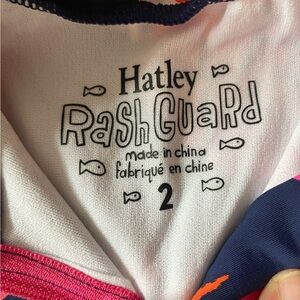 Hatley
Rash Guard
made in china
fabriqué en chine
2